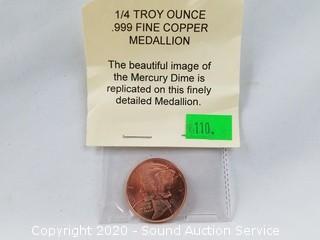 1/4 TROY OUNCE
.999 FINE COPPER
MEDALLION
The beautiful image of
the Mercury Dime is
replicated on this finely
detailed Medallion.
110.
Copyright 2020 - Sound Auction Service